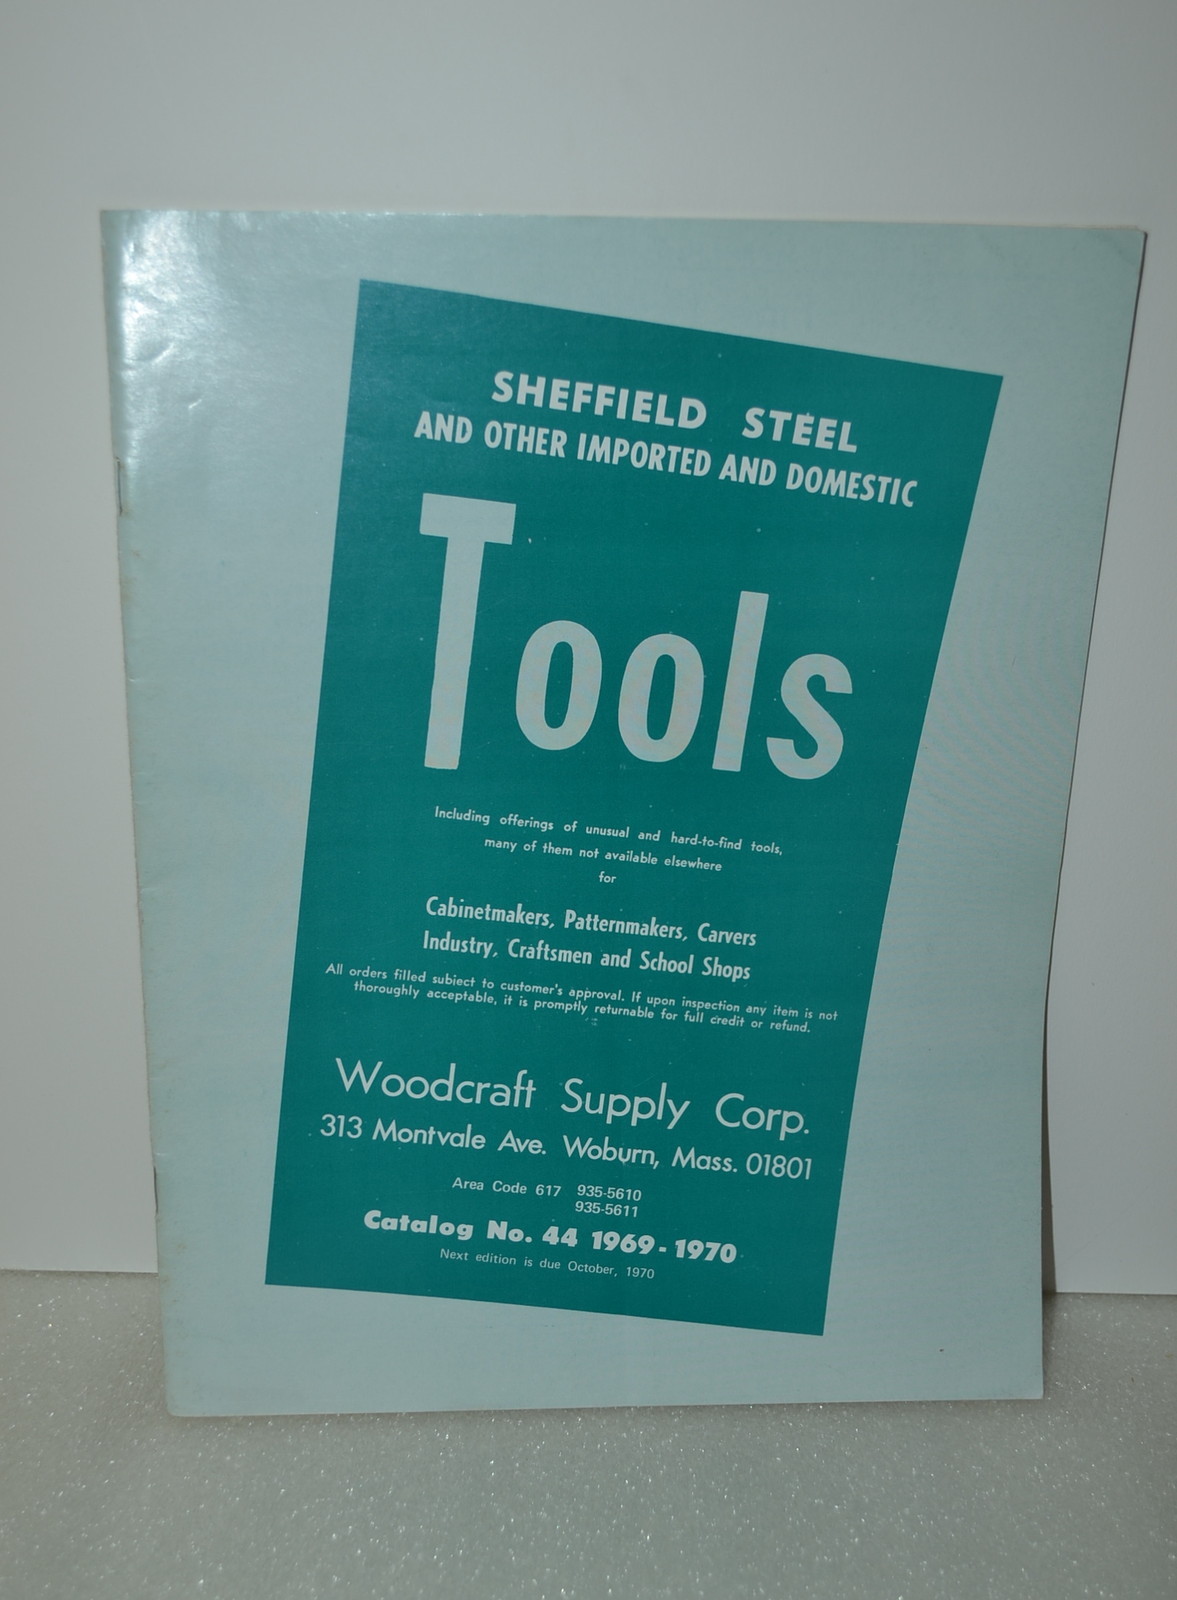 SHEFFIELD STEEL
AND OTHER IMPORTED AND DOMESTIC
Tools
Including offerings of unusual and hard-to-find tools,
many of them not available elsewhere
for
Cabinetmakers, Patternmakers, Carvers
Industry, Craftsmen and School Shops
All orders filled subject to customer's approval. If upon inspection any item is not
thoroughly acceptable, it is promptly returnable for full credit or refund.
Woodcraft Supply Corp.
313 Montvale Ave. Woburn, Mass. 01801
Area Code 617 935-5610
935-5611
Catalog No. 44 1969-1970
Next edition is due October, 1970